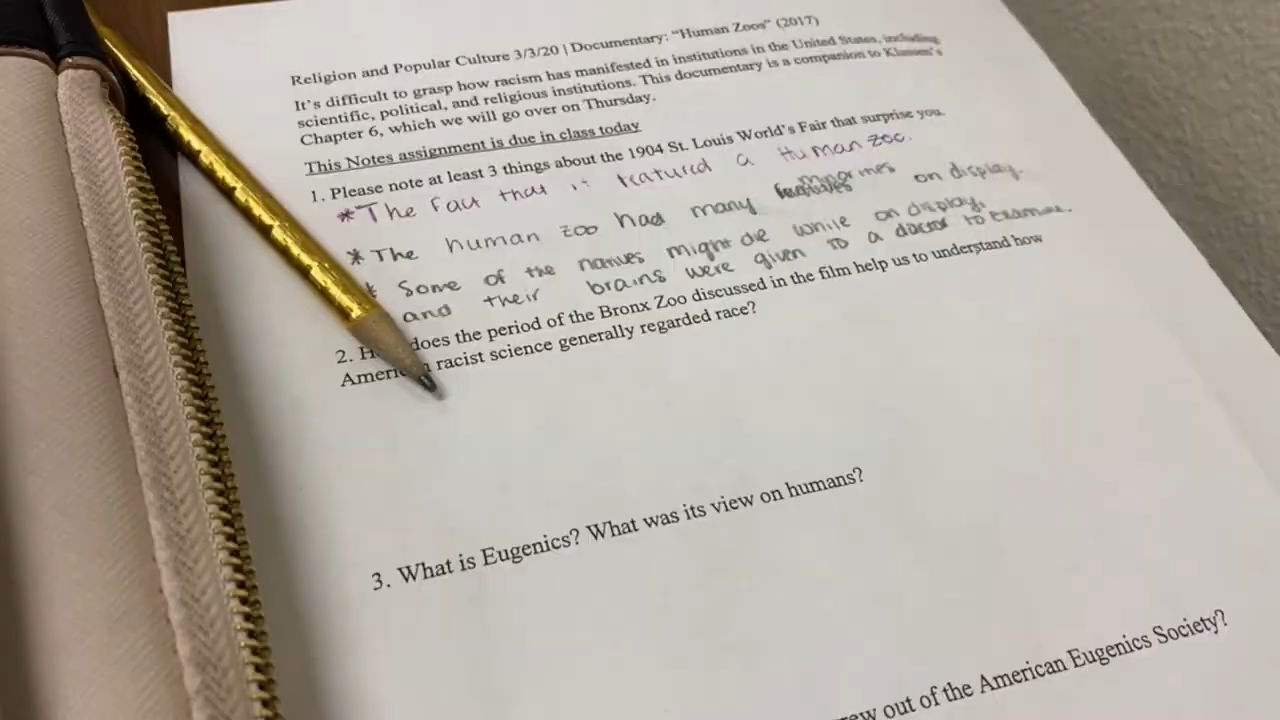 Religion and Popular Culture 3/3/20 | Documentary: “Human Zoos” (2017)
It’s difficult to grasp how racism has manifested in institutions in the United States, including
scientific, political, and religious institutions. This documentary is a companion to Klassen’s
Chapter 6, which we will go over on Thursday.
This Notes assignment is due in class today
1. Please note at least 3 things about the 1904 St. Louis World’s Fair that surprise you.
*The fact that it featured a Human zoo.
*The human zoo had many on display.
* Some of the natives might die while on display,
and their brains were given to a doctor to examine.
2. does the period of the Bronx Zoo discussed in the film help us to understand how
racist science generally regarded race?
3. What is Eugenics? What was its view on humans?
out of the American Eugenics Society?